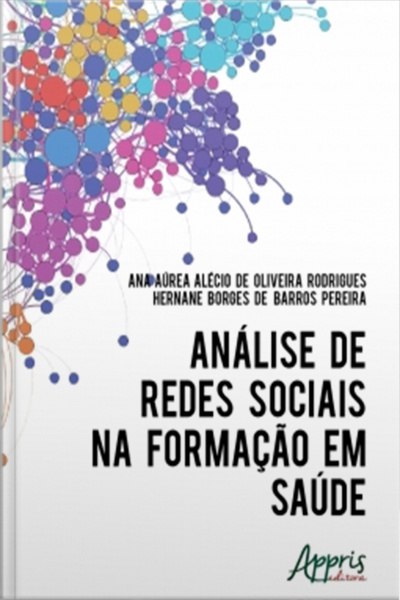 ANA AÚREA ALÉCIO DE OLIVEIRA RODRIGUES
HERNANE BORGES DE BARROS PEREIRA
ANÁLISE DE
REDES SOCIAIS
NA FORMAÇÃO EM
SAÚDE
Appris
editora